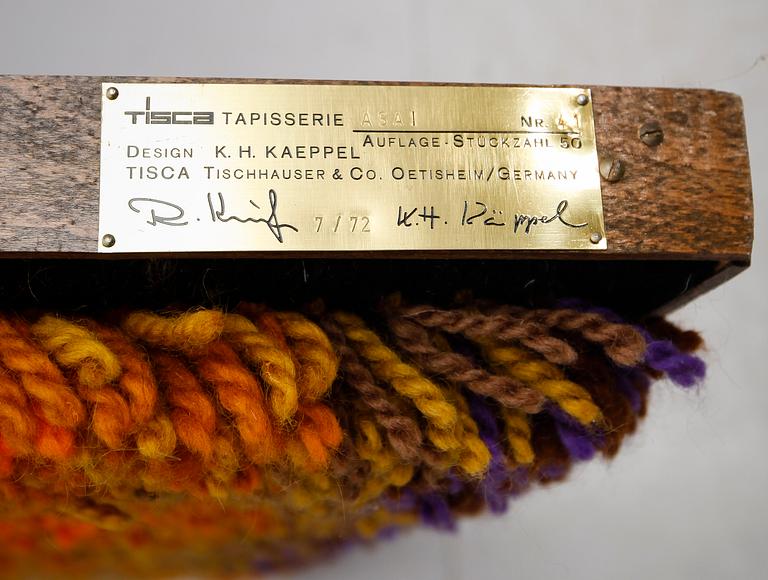 TISCA TAPISSERIE ASAI NR. 41
AUFLAGE-STÜCKZAHL 50
DESIGN K. H. KAEPPEL
TISCA TISCHHAUSER & CO. OETISHEIM/GERMANY
7/72 K.H. Käppel